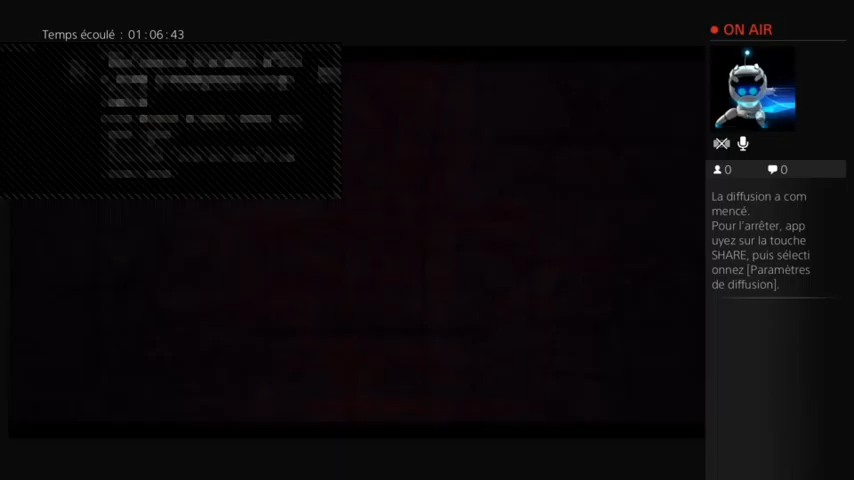 Temps écoulé : 01:06:43
ON AIR
0 0
La diffusion a com
mencé.
Pour l'arrêter, app
uyez sur la touche
SHARE, puis sélecti
onnez [Paramètres
de diffusion].